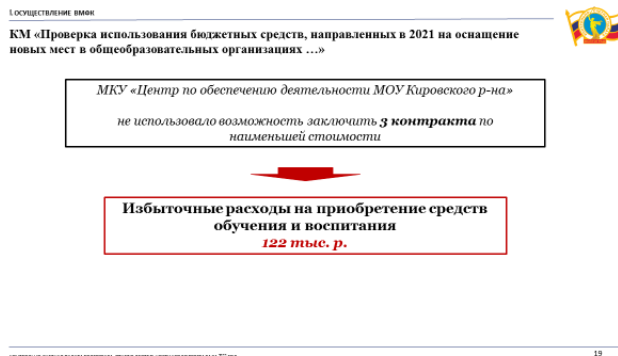 I. ОСУЩЕСТВЛЕНИЕ ВМФК
КМ «Проверка использования бюджетных средств, направленных в 2021 на оснащение
новых мест в общеобразовательных организациях …»
МКУ «Центр по обеспечению деятельности МОУ Кировского р-на»
не использовало возможность заключить 3 контракта по
наименьшей стоимости
Избыточные расходы на приобретение средств
обучения и воспитания
122 тыс. р.
19